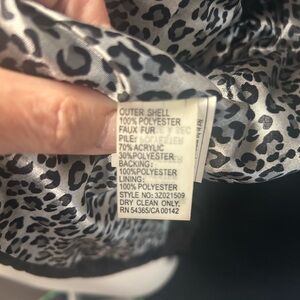 OUTER SHELL
100% POLYESTER
FAUX FUR
PILE:
70% ACRYLIC
30%POLYESTER
BACKING:
100%POLYESTER
LINING:
100% POLYESTER
STYLE NO: 3Z021509
DRY CLEAN ONLY.
RN 54365/CA 00142